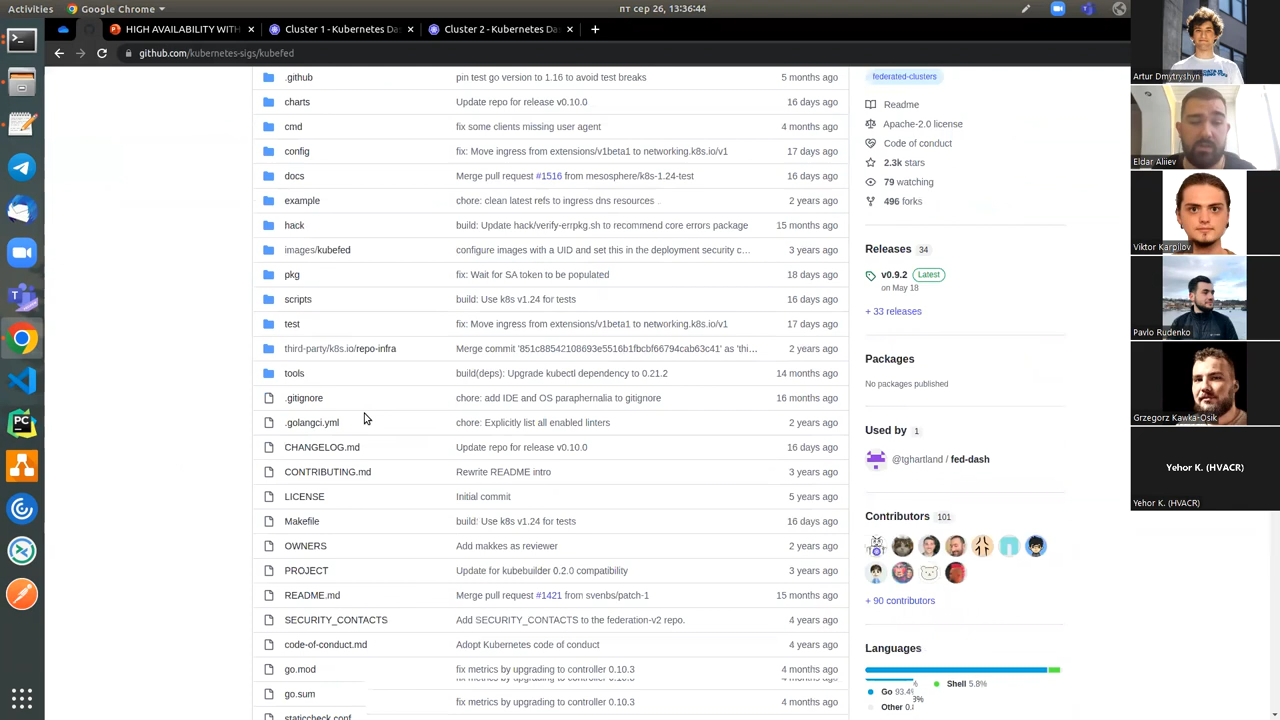 Activities
Google Chrome
пт сер 26, 13:36:44
HIGH AVAILABILITY WITH
Cluster 1 - Kubernetes Da
Cluster 2 - Kubernetes Da
github.com/kubernetes-sigs/kubefed
.github
pin test go version to 1.16 to avoid test breaks
5 months ago
charts
Update repo for release v0.10.0
16 days ago
cmd
fix some clients missing user agent
4 months ago
config
fix: Move ingress from extensions/v1beta1 to networking.k8s.io/v1
17 days ago
docs
Merge pull request #1516 from mesosphere/k8s-1.24-test
16 days ago
example
chore: clean latest refs to ingress dns resources
2 years ago
hack
build: Update hack/verify-errpkg.sh to recommend core errors package
15 months ago
images/kubefed
configure images with a UID and set this in the deployment security c…
3 years ago
pkg
fix: Wait for SA token to be populated
18 days ago
scripts
build: Use k8s v1.24 for tests
16 days ago
test
fix: Move ingress from extensions/v1beta1 to networking.k8s.io/v1
17 days ago
third-party/k8s.io/repo-infra
Merge commit '851c88542108693e5516b1fbcbf66794cab63c41' as 'thi…
2 years ago
tools
build(deps): Upgrade kubectl dependency to 0.21.2
14 months ago
.gitignore
chore: add IDE and OS paraphernalia to gitignore
16 months ago
.golangci.yml
chore: Explicitly list all enabled linters
2 years ago
CHANGELOG.md
Update repo for release v0.10.0
16 days ago
CONTRIBUTING.md
Rewrite README intro
3 years ago
LICENSE
Initial commit
5 years ago
Makefile
build: Use k8s v1.24 for tests
16 days ago
OWNERS
Add makkes as reviewer
2 years ago
PROJECT
Update for kubebuilder 0.2.0 compatibility
3 years ago
README.md
Merge pull request #1421 from svenbs/patch-1
15 months ago
SECURITY_CONTACTS
Add SECURITY_CONTACTS to the federation-v2 repo.
4 years ago
code-of-conduct.md
Adopt Kubernetes code of conduct
4 years ago
go.mod
fix metrics by upgrading to controller 0.10.3
4 months ago
go.sum
fix metrics by upgrading to controller 0.10.3
4 months ago
staticcheck.conf
federated-clusters
Readme
Apache-2.0 license
Code of conduct
2.3k stars
79 watching
496 forks
Releases 34
v0.9.2 Latest
on May 18
+ 33 releases
Packages
No packages published
Used by 1
@tghartland / fed-dash
Contributors 101
+ 90 contributors
Languages
Go 93.4%
Shell 5.8%
Other
Artur Dmytryshyn
Eldar Aliiev
Viktor Karpilov
Pavlo Rudenko
Grzegorz Kawka-Osik
Yehor K. (HVACR)
Yehor K. (HVACR)